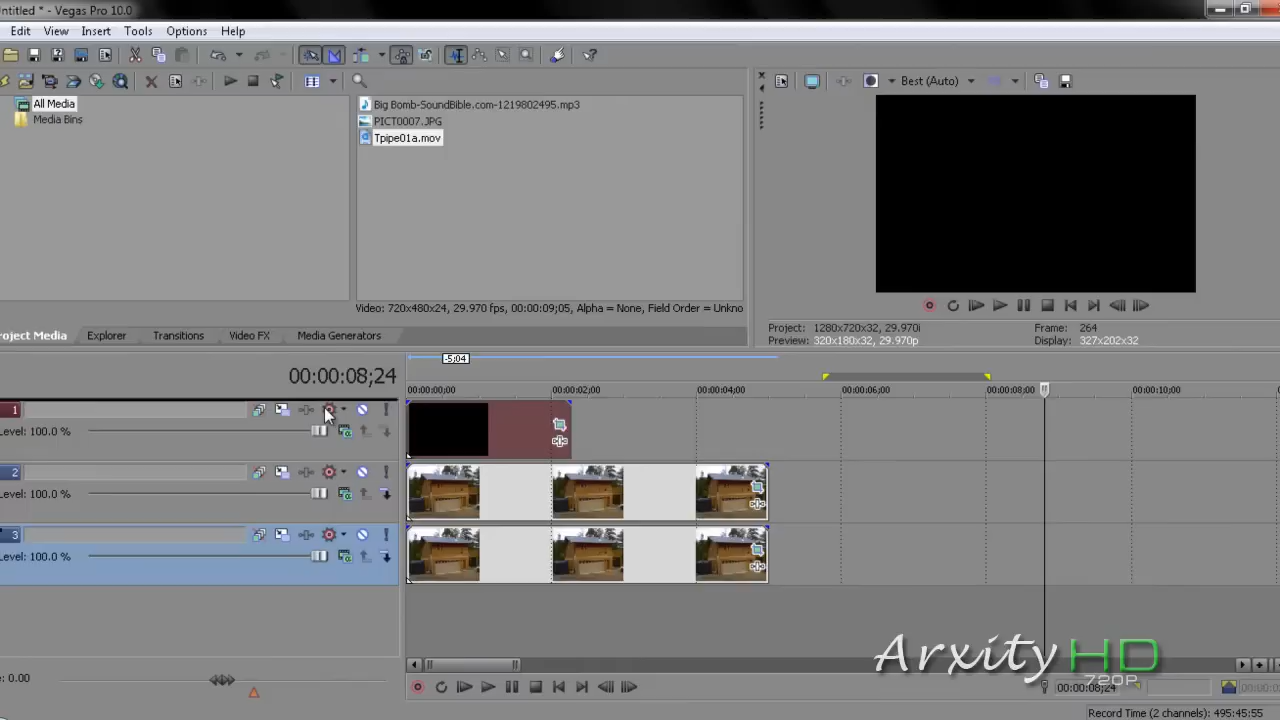 Untitled * - Vegas Pro 10.0
Edit View Insert Tools Options Help
Best (Auto)
All Media
Media Bins
Big Bomb-SoundBible.com-1219802495.mp3
PICT0007.JPG
Tpipe01a.mov
Video: 720x480x24, 29.970 fps, 00:00:09;05, Alpha = None, Field Order = Unkno
Project Media Explorer Transitions Video FX Media Generators
Project: 1280x720x32, 29.970i Frame: 264
Preview: 320x180x32, 29.970p Display: 327x202x32
-5;04
00:00:08;24
00:00:00;00 00:00:02;00 00:00:04;00 00:00:06;00 00:00:08;00 00:00:10;00
1
Level: 100.0 %
2
Level: 100.0 %
3
Level: 100.0 %
ArxityHD
720P
e: 0.00
00:00:08;24
Record Time (2 channels): 495:45:55